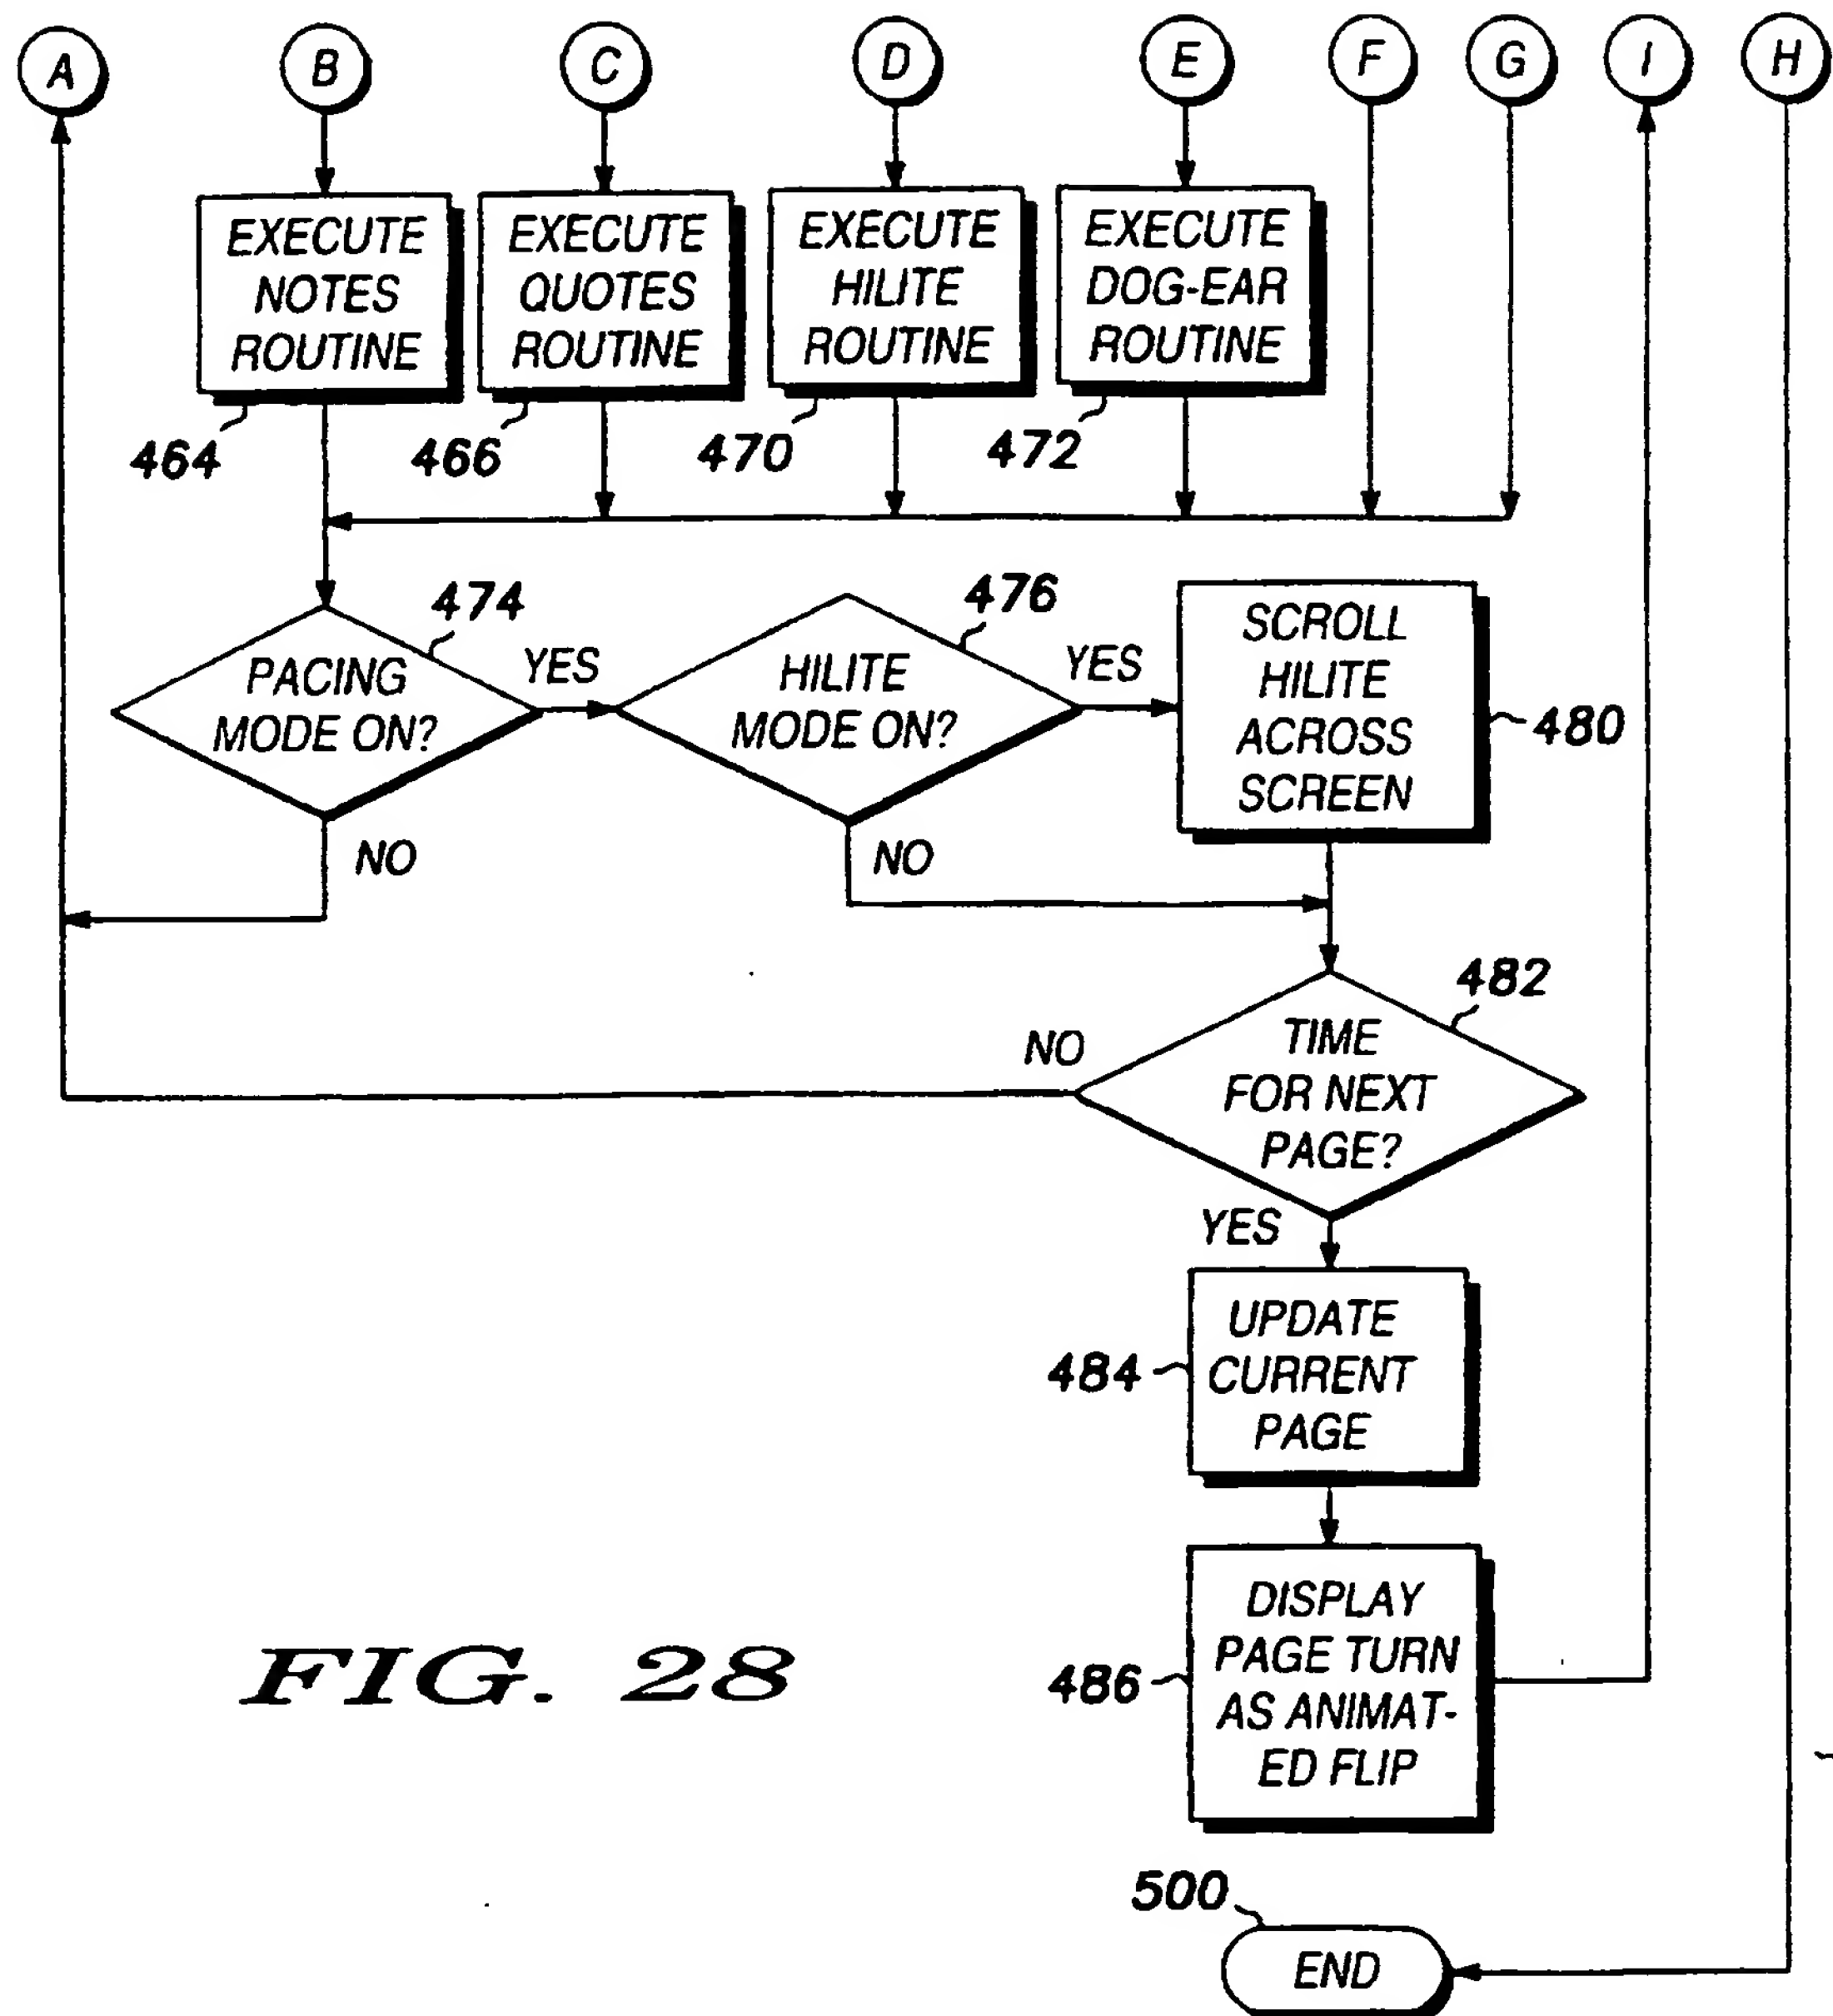 A B C D E F G I H
EXECUTE
NOTES
ROUTINE
464
EXECUTE
QUOTES
ROUTINE
466
EXECUTE
HILITE
ROUTINE
470
EXECUTE
DOG-EAR
ROUTINE
472
PACING
MODE ON?
474
YES
NO
HILITE
MODE ON?
476
YES
NO
SCROLL
HILITE
ACROSS
SCREEN
480
TIME
FOR NEXT
PAGE?
482
NO
YES
UPDATE
CURRENT
PAGE
484
DISPLAY
PAGE TURN
AS ANIMAT-
ED FLIP
486
FIG. 28
500
END